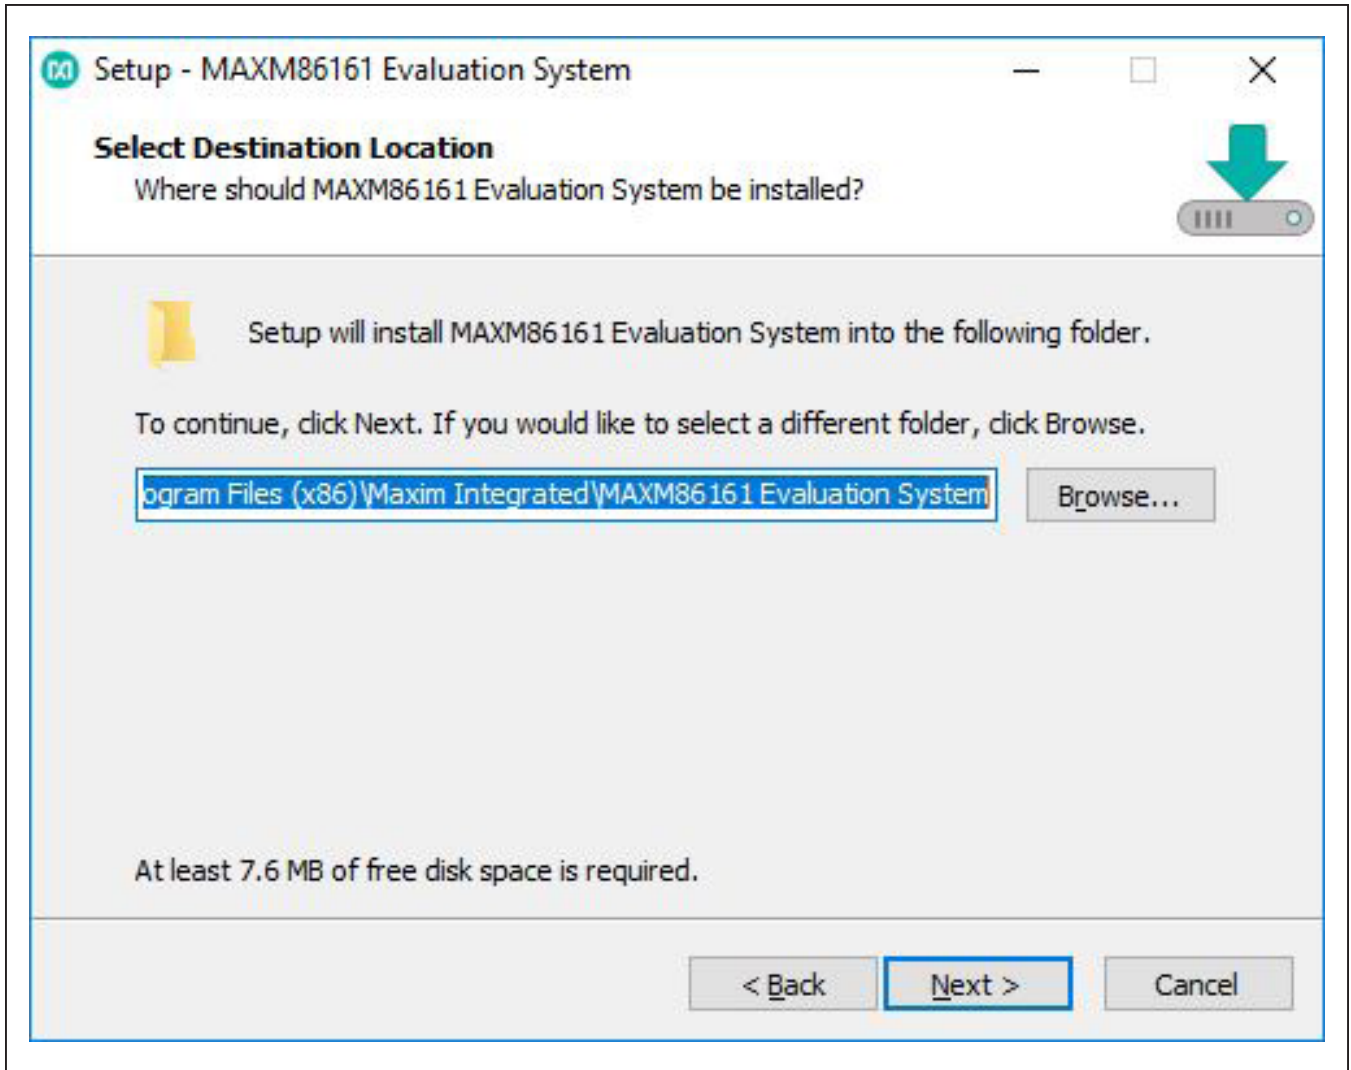 Setup - MAXM86161 Evaluation System
Select Destination Location
Where should MAXM86161 Evaluation System be installed?
Setup will install MAXM86161 Evaluation System into the following folder.
To continue, click Next. If you would like to select a different folder, click Browse.
ogram Files (x86)\Maxim Integrated\MAXM86161 Evaluation System
Browse...
At least 7.6 MB of free disk space is required.
< Back
Next >
Cancel